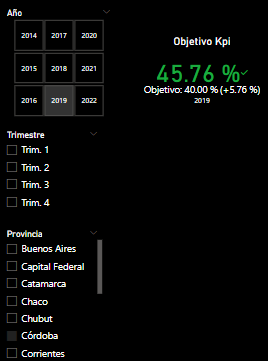 Año
2014 2017 2020
2015 2018 2021
2016 2019 2022
Objetivo Kpi
45.76 %
Objetivo: 40.00 % (+5.76 %)
2019
Trimestre
Trim. 1
Trim. 2
Trim. 3
Trim. 4
Provincia
Buenos Aires
Capital Federal
Catamarca
Chaco
Chubut
Córdoba
Corrientes